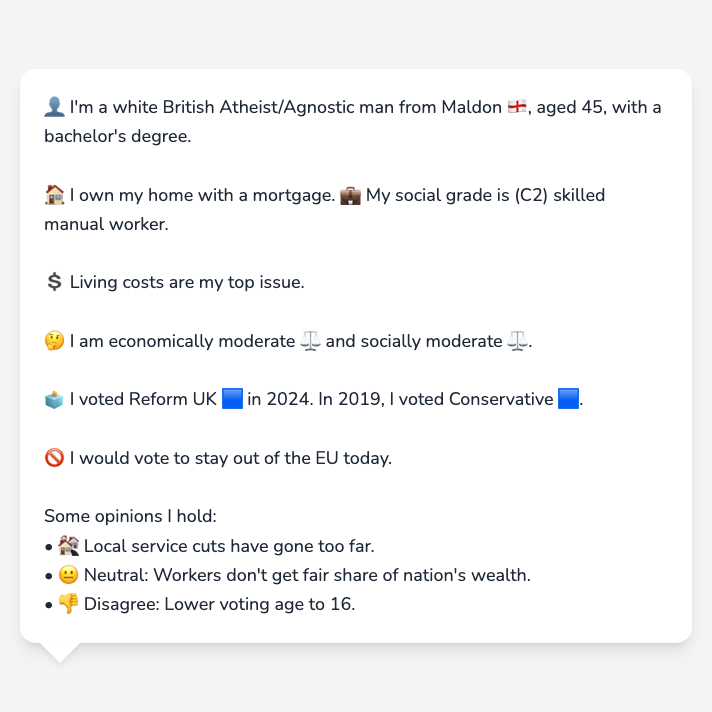 👤 I'm a white British Atheist/Agnostic man from Maldon 🏴󠁧󠁢󠁥󠁮󠁧󠁿, aged 45, with a
bachelor's degree.
🏠 I own my home with a mortgage. 💼 My social grade is (C2) skilled
manual worker.
💲 Living costs are my top issue.
🤔 I am economically moderate ⚖️ and socially moderate ⚖️.
🗳️ I voted Reform UK 🟦 in 2024. In 2019, I voted Conservative 🟦.
🚫 I would vote to stay out of the EU today.
Some opinions I hold:
• 🏚️ Local service cuts have gone too far.
• 😐 Neutral: Workers don't get fair share of nation's wealth.
• 👎 Disagree: Lower voting age to 16.